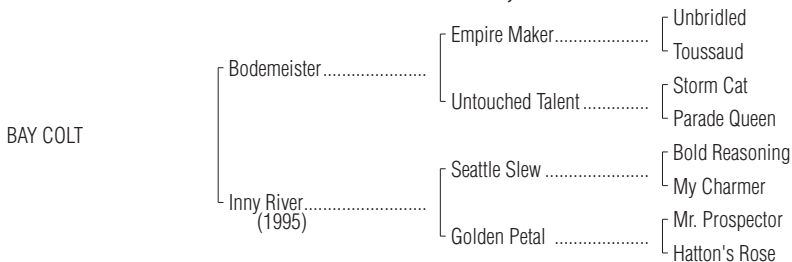 Unbridled
Empire Maker......................
Toussaud
Bodemeister........................
Storm Cat
Untouched Talent ...............
Parade Queen
BAY COLT
Bold Reasoning
Seattle Slew ........................
My Charmer
Inny River............................
(1995)
Mr. Prospector
Golden Petal ......................
Hatton's Rose